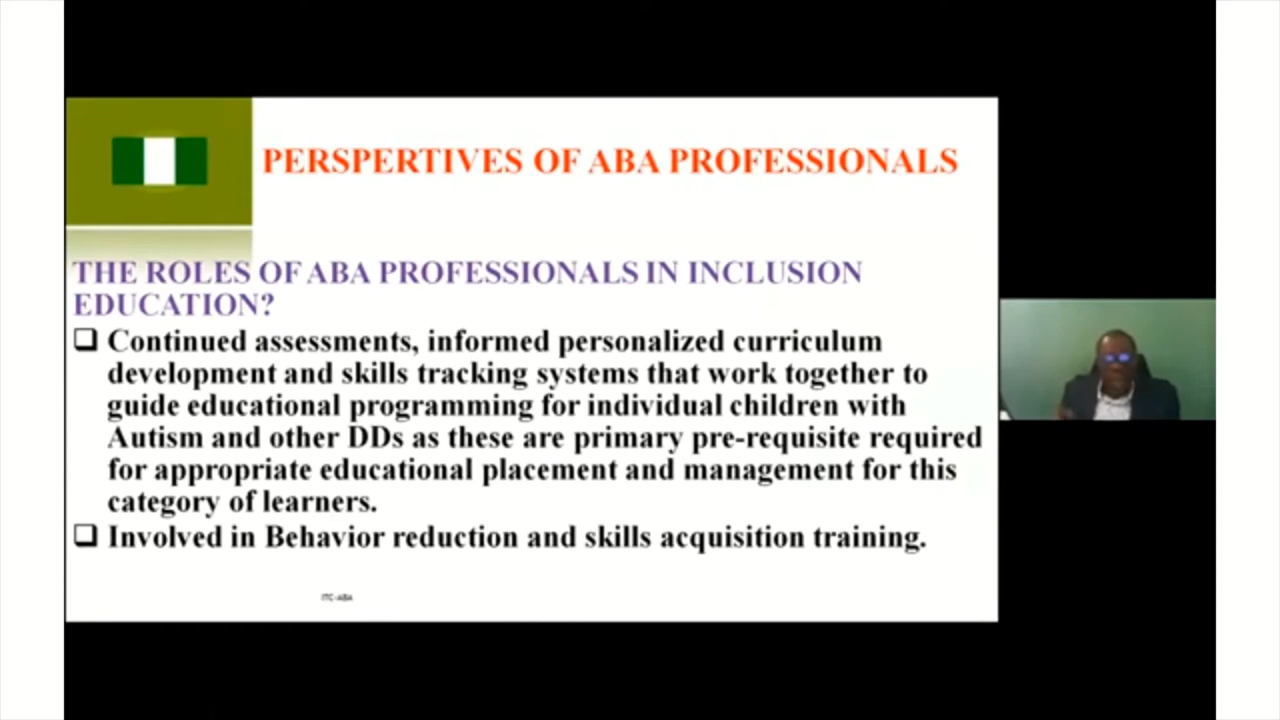 PERSPERTIVES OF ABA PROFESSIONALS
THE ROLES OF ABA PROFESSIONALS IN INCLUSION
EDUCATION?
Continued assessments, informed personalized curriculum
development and skills tracking systems that work together to
guide educational programming for individual children with
Autism and other DDs as these are primary pre-requisite required
for appropriate educational placement and management for this
category of learners.
Involved in Behavior reduction and skills acquisition training.
ITC-ABA